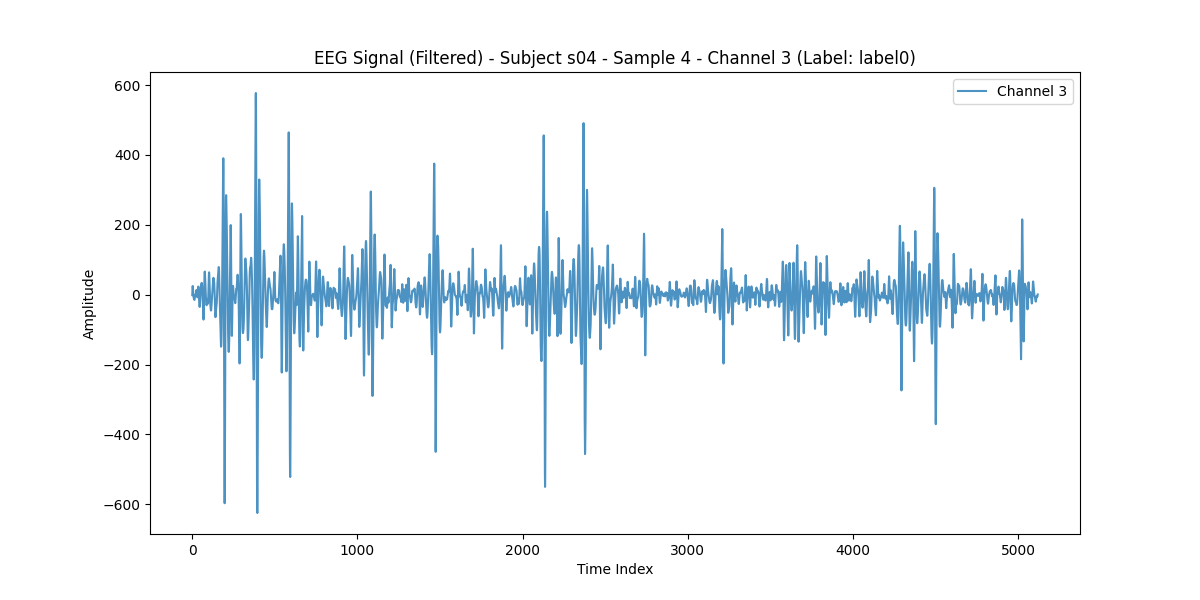 EEG Signal (Filtered) - Subject s04 - Sample 4 - Channel 3 (Label: label0)
Channel 3
600
400
200
0
−200
−400
−600
Amplitude
0 1000 2000 3000 4000 5000
Time Index